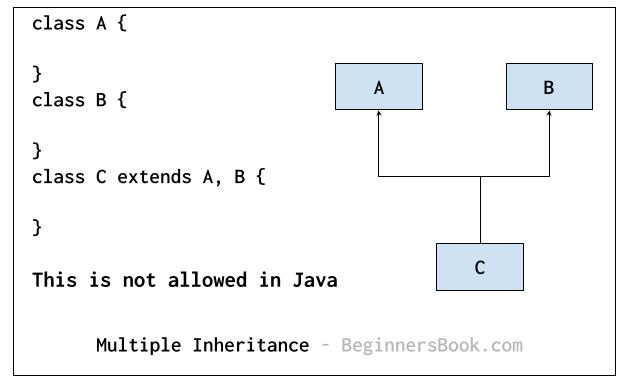 class A {
}
class B {
}
class C extends A, B {
}
This is not allowed in Java
A
B
C
Multiple Inheritance - BeginnersBook.com